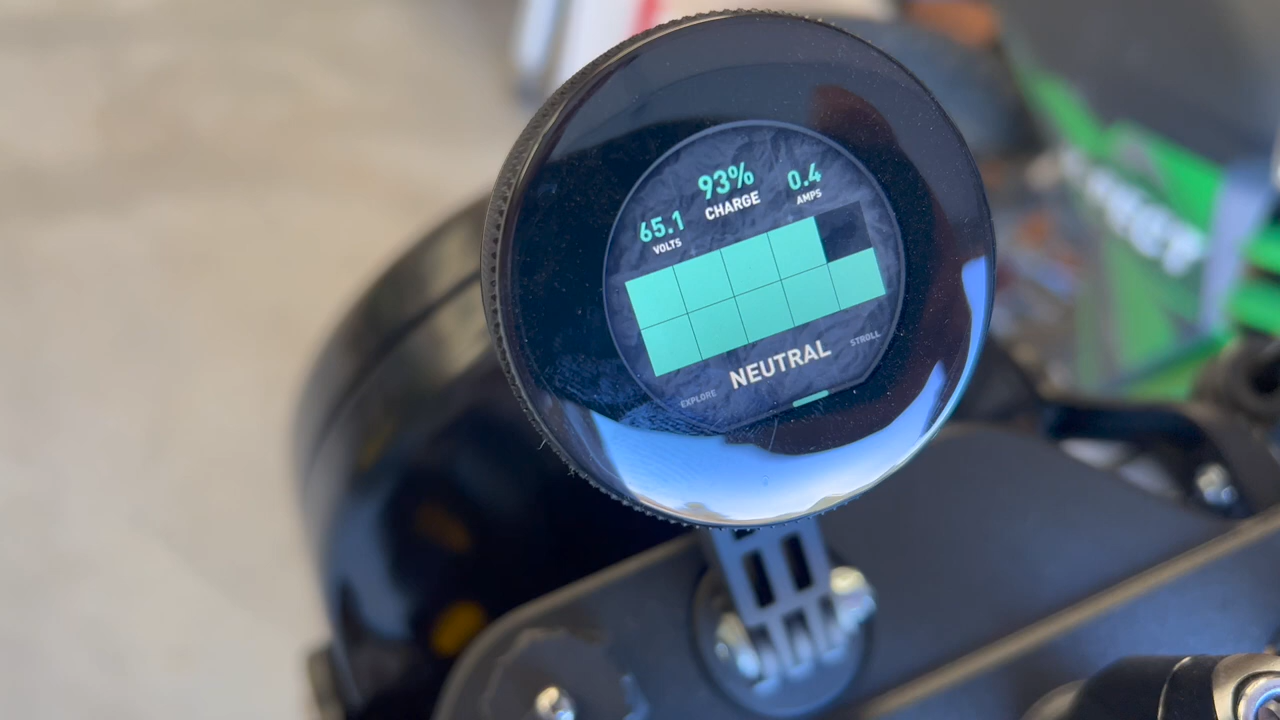 93%
CHARGE
0.4
AMPS
65.1
VOLTS
NEUTRAL
STROLL
EXPLORE